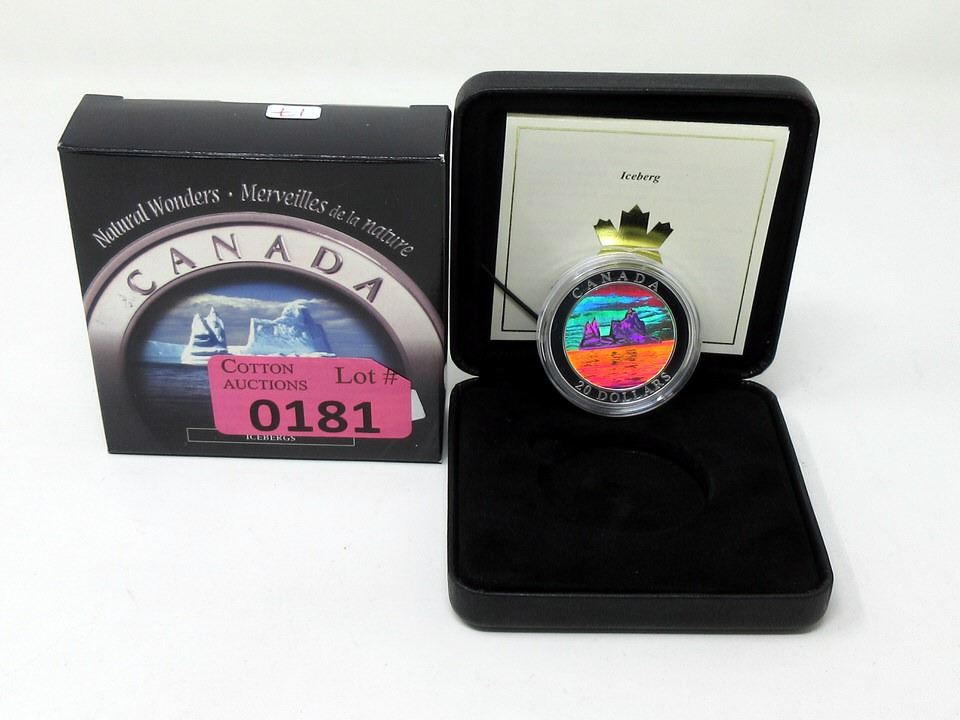 Natural Wonders · Merveilles de la nature
CANADA
COTTON AUCTIONS
Lot #
0181
ICEBERGS
Iceberg
CANADA
20 DOLLARS